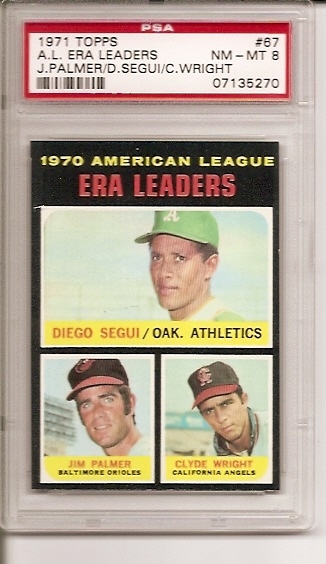 PSA
1971 TOPPS #67
A.L. ERA LEADERS NM-MT 8
J.PALMER/D.SEGUI/C.WRIGHT
07135270
1970 AMERICAN LEAGUE
ERA LEADERS
A
DIEGO SEGUI/OAK. ATHLETICS
JIM PALMER
BALTIMORE ORIOLES
CLYDE WRIGHT
CALIFORNIA ANGELS